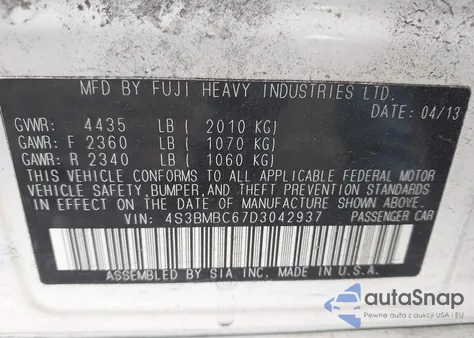 MFD BY FUJI HEAVY INDUSTRIES LTD.
DATE: 04/13
GVWR: 4435 LB ( 2010 KG)
GAWR: F 2360 LB ( 1070 KG)
GAWR: R 2340 LB ( 1060 KG)
THIS VEHICLE CONFORMS TO ALL APPLICABLE FEDERAL MOTOR
VEHICLE SAFETY, BUMPER, AND THEFT PREVENTION STANDARDS
IN EFFECT ON THE DATE OF MANUFACTURE SHOWN ABOVE.
VIN: 4S3BMBC67D3042937 PASSENGER CAR
ASSEMBLED BY SIA INC. MADE IN U.S.A.
autoSnap
Pewne auta z aukcji USA i EU